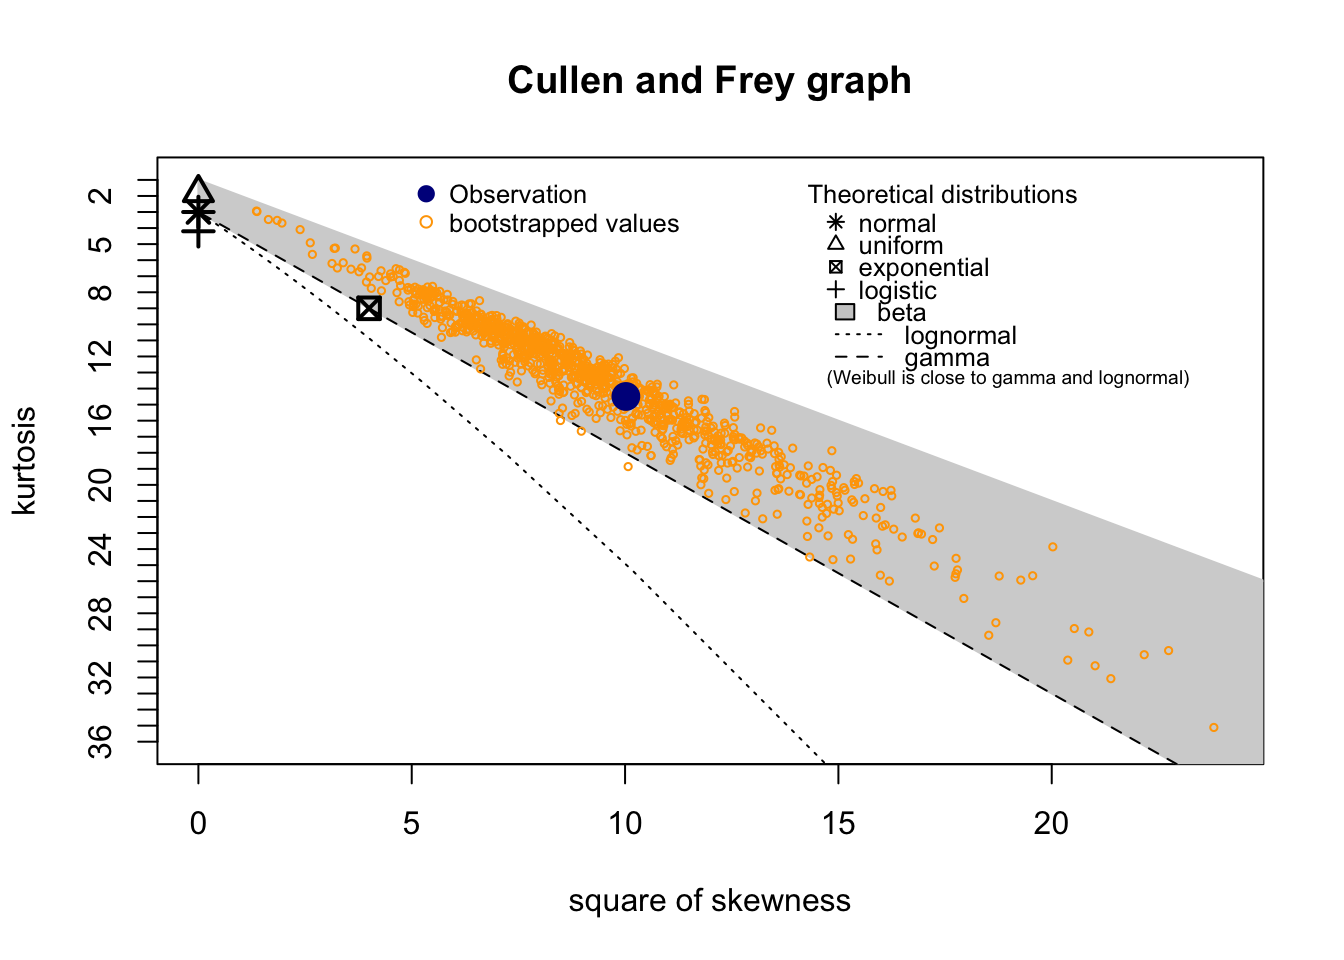 Cullen and Frey graph
Observation
bootstrapped values
Theoretical distributions
normal
uniform
exponential
logistic
beta
lognormal
gamma
(Weibull is close to gamma and lognormal)
kurtosis
2
5
8
12
16
20
24
28
32
36
0 5 10 15 20
square of skewness